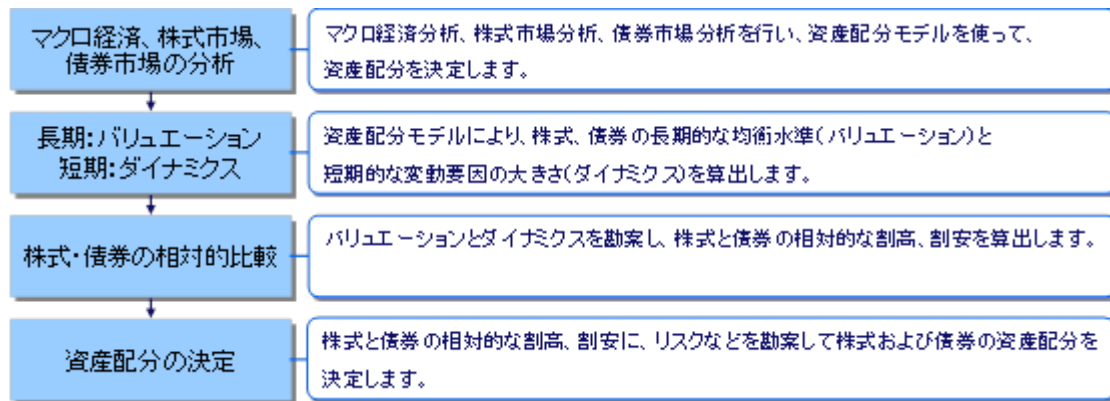 マクロ経済、株式市場、
債券市場の分析
マクロ経済分析、株式市場分析、債券市場分析を行い、資産配分モデルを使って、
資産配分を決定します。
長期:バリュエーション
短期:ダイナミクス
資産配分モデルにより、株式、債券の長期的な均衡水準(バリュエーション)と
短期的な変動要因の大きさ(ダイナミクス)を算出します。
株式・債券の相対的比較
バリュエーションとダイナミクスを勘案し、株式と債券の相対的な割高、割安を算出します。
資産配分の決定
株式と債券の相対的な割高、割安に、リスクなどを勘案して株式および債券の資産配分を
決定します。